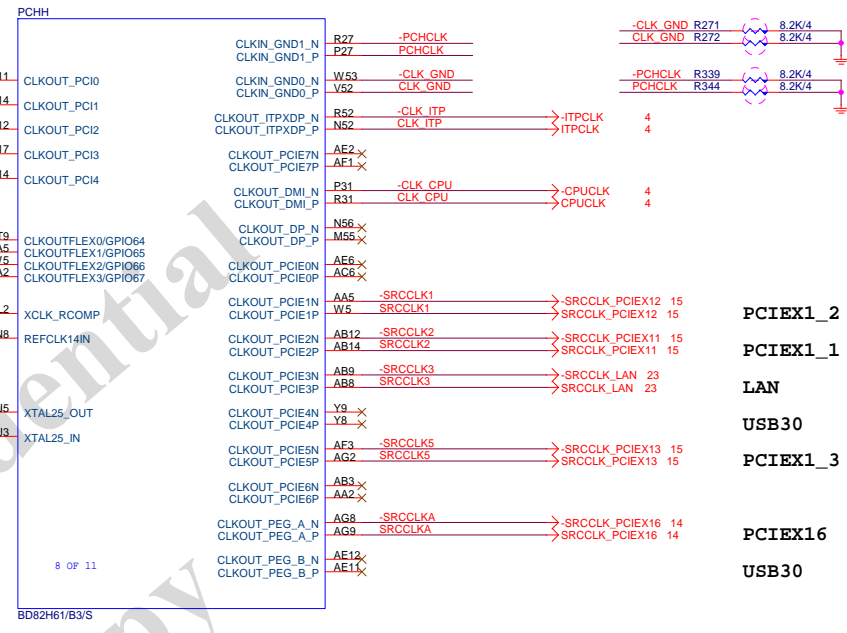 PCHH
-CLK_GND R271 8.2K/4
CLK_GND R272 8.2K/4
CLKIN_GND1_N R27 -PCHCLK
CLKIN_GND1_P P27 PCHCLK
-PCHCLK R339 8.2K/4
PCHCLK R344 8.2K/4
CLKOUT_PCI0 CLKIN_GND0_N W53 -CLK_GND
CLKIN_GND0_P V52 CLK_GND
CLKOUT_PCI1
CLKOUT_ITPXDP_N R52 -CLK_ITP -ITPCLK 4
CLKOUT_PCI2 CLKOUT_ITPXDP_P N52 CLK_ITP ITPCLK 4
CLKOUT_PCI3 CLKOUT_PCIE7N AE2
CLKOUT_PCIE7P AF1
CLKOUT_PCI4
CLKOUT_DMI_N P31 -CLK_CPU -CPUCLK 4
CLKOUT_DMI_P R31 CLK_CPU CPUCLK 4
CLKOUT_DP_N N56
CLKOUTFLEX0/GPIO64 CLKOUT_DP_P M55
CLKOUTFLEX1/GPIO65
CLKOUTFLEX2/GPIO66 CLKOUT_PCIE0N AE6
CLKOUTFLEX3/GPIO67 CLKOUT_PCIE0P AC6
CLKOUT_PCIE1N AA5 -SRCCLK1 -SRCCLK_PCIEX12 15
XCLK_RCOMP CLKOUT_PCIE1P W5 SRCCLK1 SRCCLK_PCIEX12 15 PCIEX1_2
REFCLK14IN CLKOUT_PCIE2N AB12 -SRCCLK2 -SRCCLK_PCIEX11 15
CLKOUT_PCIE2P AB14 SRCCLK2 SRCCLK_PCIEX11 15 PCIEX1_1
CLKOUT_PCIE3N AB9 -SRCCLK3 -SRCCLK_LAN 23
CLKOUT_PCIE3P AB8 SRCCLK3 SRCCLK_LAN 23 LAN
XTAL25_OUT CLKOUT_PCIE4N Y9
CLKOUT_PCIE4P Y8 USB30
XTAL25_IN
CLKOUT_PCIE5N AF3 -SRCCLK5 -SRCCLK_PCIEX13 15
CLKOUT_PCIE5P AG2 SRCCLK5 SRCCLK_PCIEX13 15 PCIEX1_3
CLKOUT_PCIE6N AB3
CLKOUT_PCIE6P AA2
CLKOUT_PEG_A_N AG8 -SRCCLKA -SRCCLK_PCIEX16 14
CLKOUT_PEG_A_P AG9 SRCCLKA SRCCLK_PCIEX16 14 PCIEX16
8 OF 11 CLKOUT_PEG_B_N AE12
CLKOUT_PEG_B_P AE11 USB30
BD82H61/B3/S